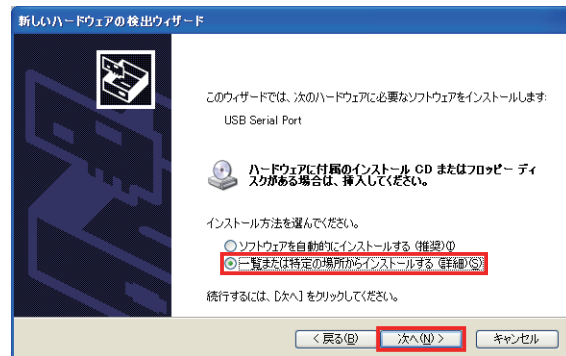 新しいハードウェアの検出ウィザード
このウィザードでは、次のハードウェアに必要なソフトウェアをインストールします:
USB Serial Port
ハードウェアに付属のインストール CD またはフロッピー ディ
スクがある場合は、挿入してください。
インストール方法を選んでください。
ソフトウェアを自動的にインストールする (推奨)(I)
一覧または特定の場所からインストールする (詳細)(S)
続行するには、[次へ] をクリックしてください。
< 戻る(B)
次へ(N) >
キャンセル